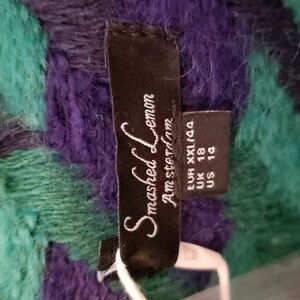 Smashed Lemon
Amsterdam
EUR XXL/44
UK 18
US 14